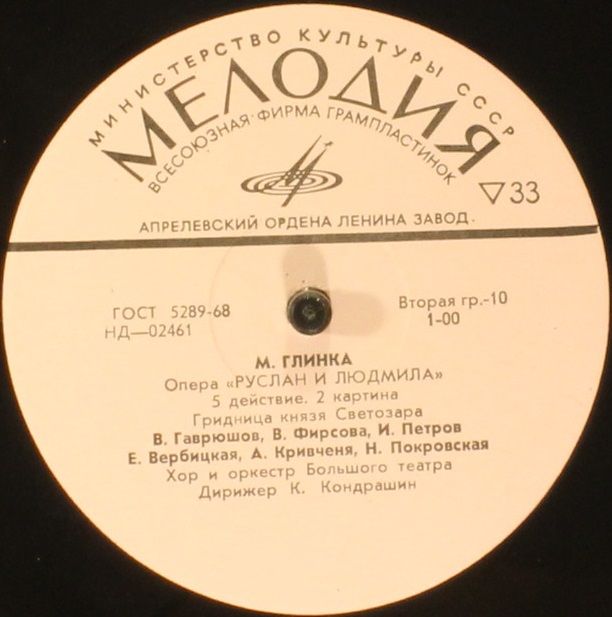 МИНИСТЕРСТВО КУЛЬТУРЫ СССР
МЕЛОДИЯ
ВСЕСОЮЗНАЯ·ФИРМА ГРАМПЛАСТИНОК
▽33
АПРЕЛЕВСКИЙ ОРДЕНА ЛЕНИНА ЗАВОД.
ГОСТ 5289-68
НД—02461
Вторая гр.-10
1-00
М. ГЛИНКА
Опера «РУСЛАН И ЛЮДМИЛА»
5 действие. 2 картина
Гридница князя Светозара
В. Гаврюшов, В. Фирсова, И. Петров
Е. Вербицкая, А. Кривченя, Н. Покровская
Хор и оркестр Большого театра
Дирижер К. Кондрашин